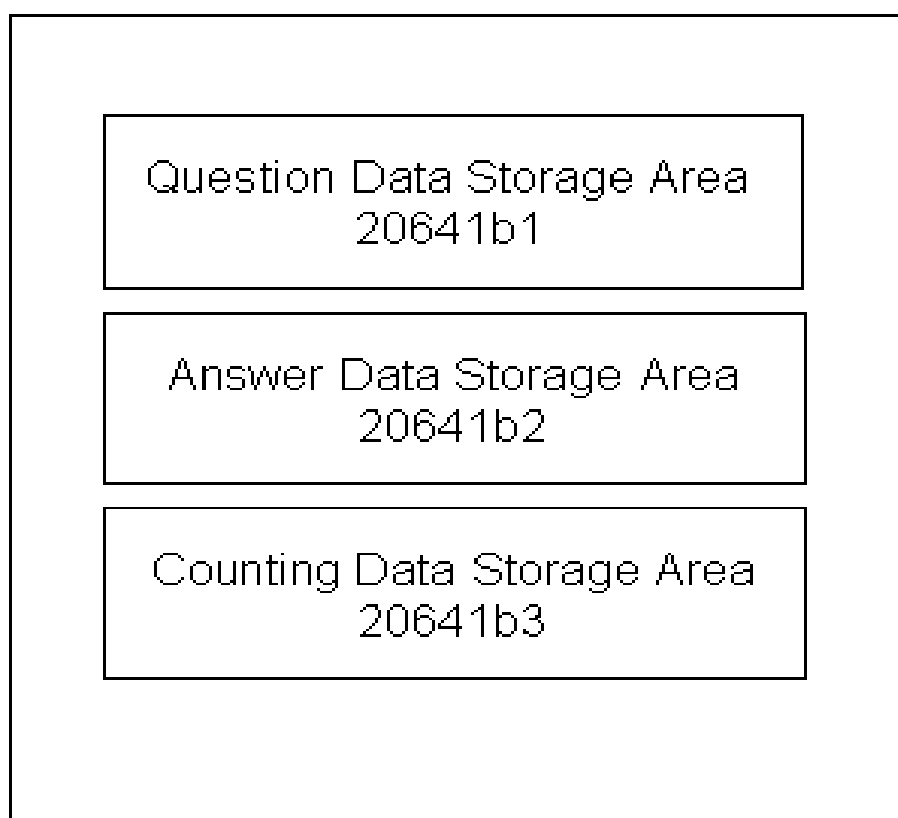 Question Data Storage Area
20641b1
Answer Data Storage Area
20641b2
Counting Data Storage Area
20641b3